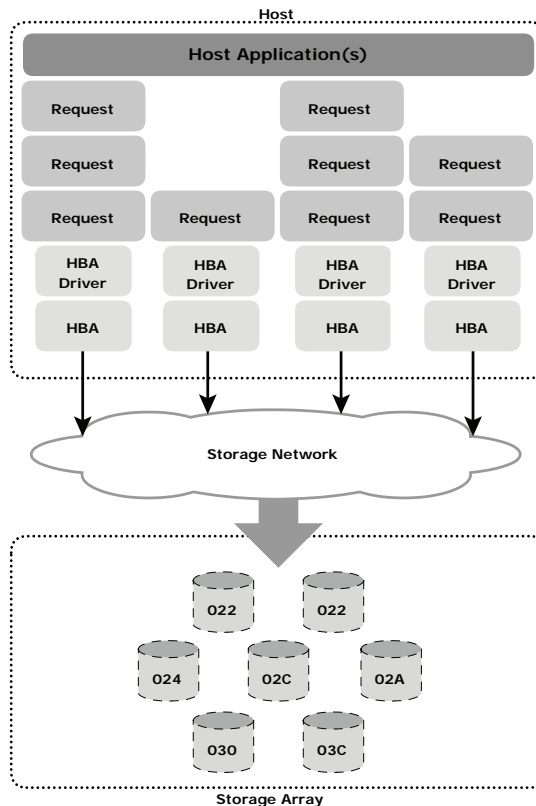 Host
Host Application(s)
Request Request
Request Request Request
Request Request Request Request
HBA Driver HBA Driver HBA Driver HBA Driver
HBA HBA HBA HBA
Storage Network
022 022
024 02C 02A
030 03C
Storage Array